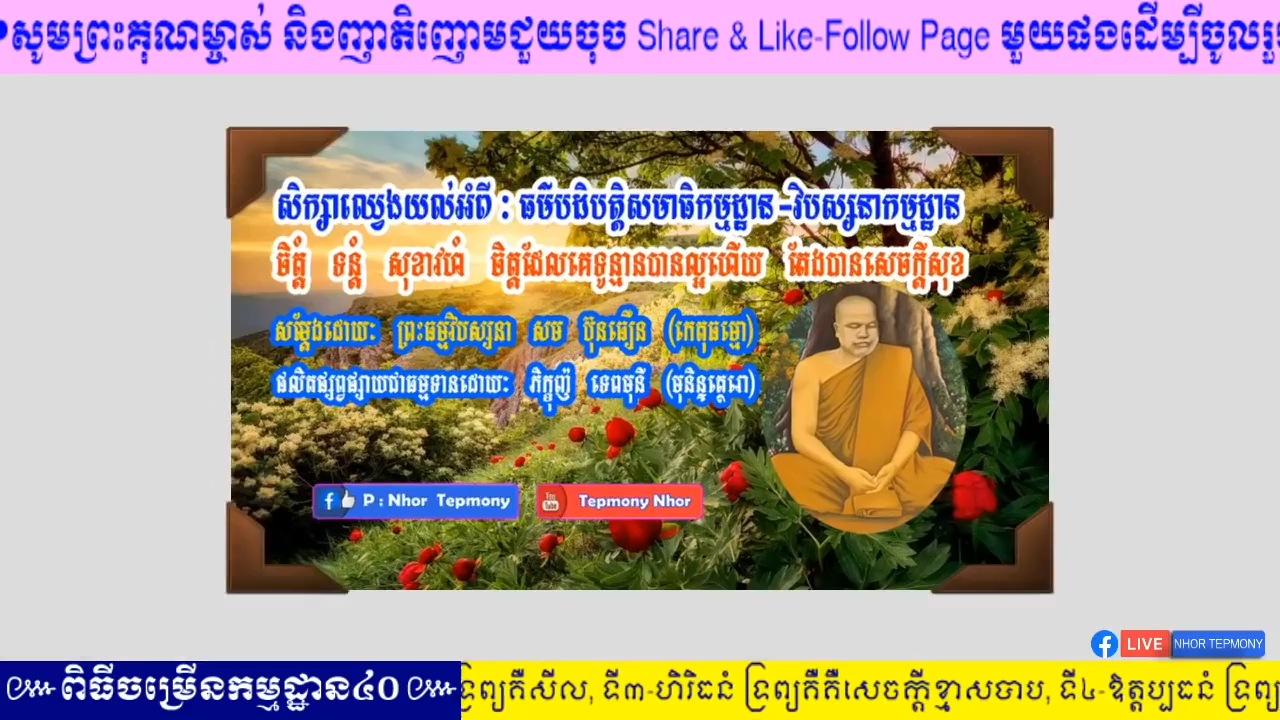 សូមព្រះគុណម្ចាស់ និងញាតិញោមជួយចុច Share & Like-Follow Page មួយផងដើម្បីចូលរួម
សិក្សាឈ្វេងយល់អំពី : ធម៌បដិបត្តិសមាធិកម្មដ្ឋាន -វិបស្សនាកម្មដ្ឋាន
ចិត្តំ ទន្តំ សុខាវហំ ចិត្តដែលគេទូន្មានបានល្អហើយ តែងបានសេចក្តីសុខ
សម្តែងដោយៈ ព្រះធម្មវិបស្សនា សម ប៊ុនធឿន (កេតុធម្មោ)
ផលិតផ្សព្វផ្សាយជាធម្មទានដោយៈ ភិក្ខុញ៉ ទេពមុនី (មុនិន្ទត្ថេរោ)
P : Nhor Tepmony
You Tube Tepmony Nhor
LIVE NHOR TEPMONY
ពិធីចម្រើនកម្មដ្ឋាន៤០
ទ្រព្យគឺសីល, ទី៣-ហិរិធនំ ទ្រព្យគឺគឺសេចក្តីខ្មាសបាប, ទី៤-ឱត្តប្បធនំ ទ្រព្យ